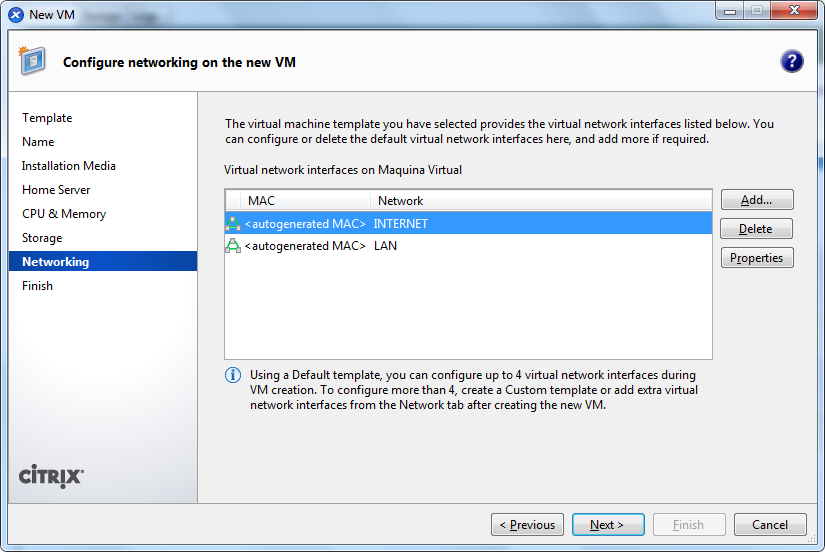 New VM
Configure networking on the new VM
?
Template
Name
Installation Media
Home Server
CPU & Memory
Storage
Networking
Finish
The virtual machine template you have selected provides the virtual network interfaces listed below. You
can configure or delete the default virtual network interfaces here, and add more if required.
Virtual network interfaces on Maquina Virtual
MAC Network
<autogenerated MAC> INTERNET
<autogenerated MAC> LAN
Add...
Delete
Properties
Using a Default template, you can configure up to 4 virtual network interfaces during
VM creation. To configure more than 4, create a Custom template or add extra virtual
network interfaces from the Network tab after creating the new VM.
CITRIX
< Previous
Next >
Finish
Cancel